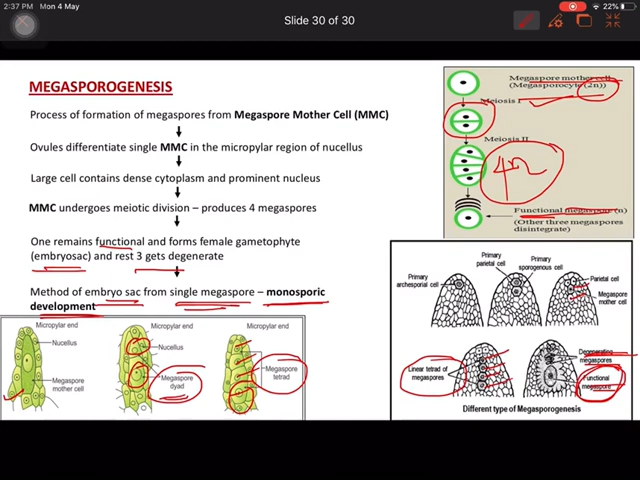 2:37 PM Mon 4 May
22%
Slide 30 of 30
MEGASPOROGENESIS
Process of formation of megaspores from Megaspore Mother Cell (MMC)
Ovules differentiate single MMC in the micropylar region of nucellus
Large cell contains dense cytoplasm and prominent nucleus
MMC undergoes meiotic division – produces 4 megaspores
One remains functional and forms female gametophyte
(embryosac) and rest 3 gets degenerate
Method of embryo sac from single megaspore – monosporic
development
Micropylar end
Nucellus
Megaspore
mother cell
Micropylar end
Nucellus
Megaspore
dyad
Micropylar end
Megaspore
tetrad
Megaspore mother cell
(Megasporocyte (2n))
Meiosis I
Meiosis II
Functional megaspore (n)
(Other three megaspores
disintegrate)
Primary
archesporial cell
Primary
parietal cell
Primary
sporogenous cell
Parietal cell
Megaspore
mother cell
Linear tetrad of
megaspores
Degenerating
megaspores
Functional
megaspore
Different type of Megasporogenesis